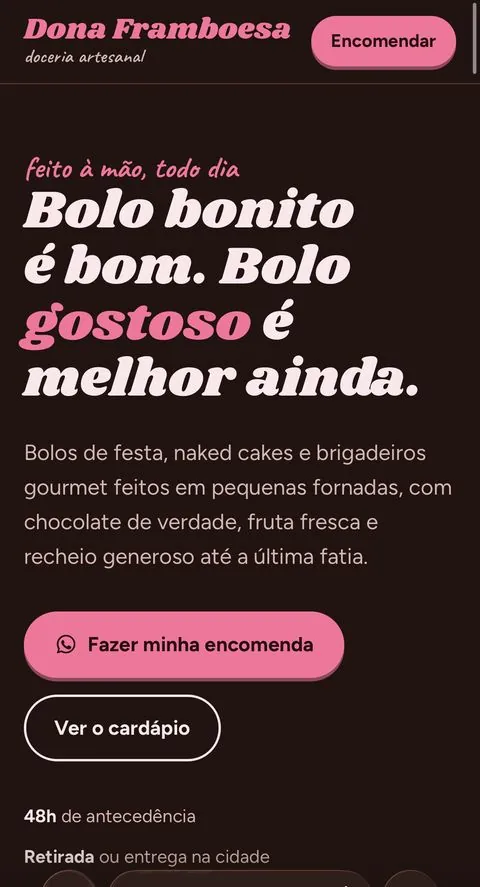 Dona Framboesa
doceria artesanal
Encomendar
feito à mão, todo dia
Bolo bonito
é bom. Bolo
gostoso é
melhor ainda.
Bolos de festa, naked cakes e brigadeiros
gourmet feitos em pequenas fornadas, com
chocolate de verdade, fruta fresca e
recheio generoso até a última fatia.
Fazer minha encomenda
Ver o cardápio
48h de antecedência
Retirada ou entrega na cidade